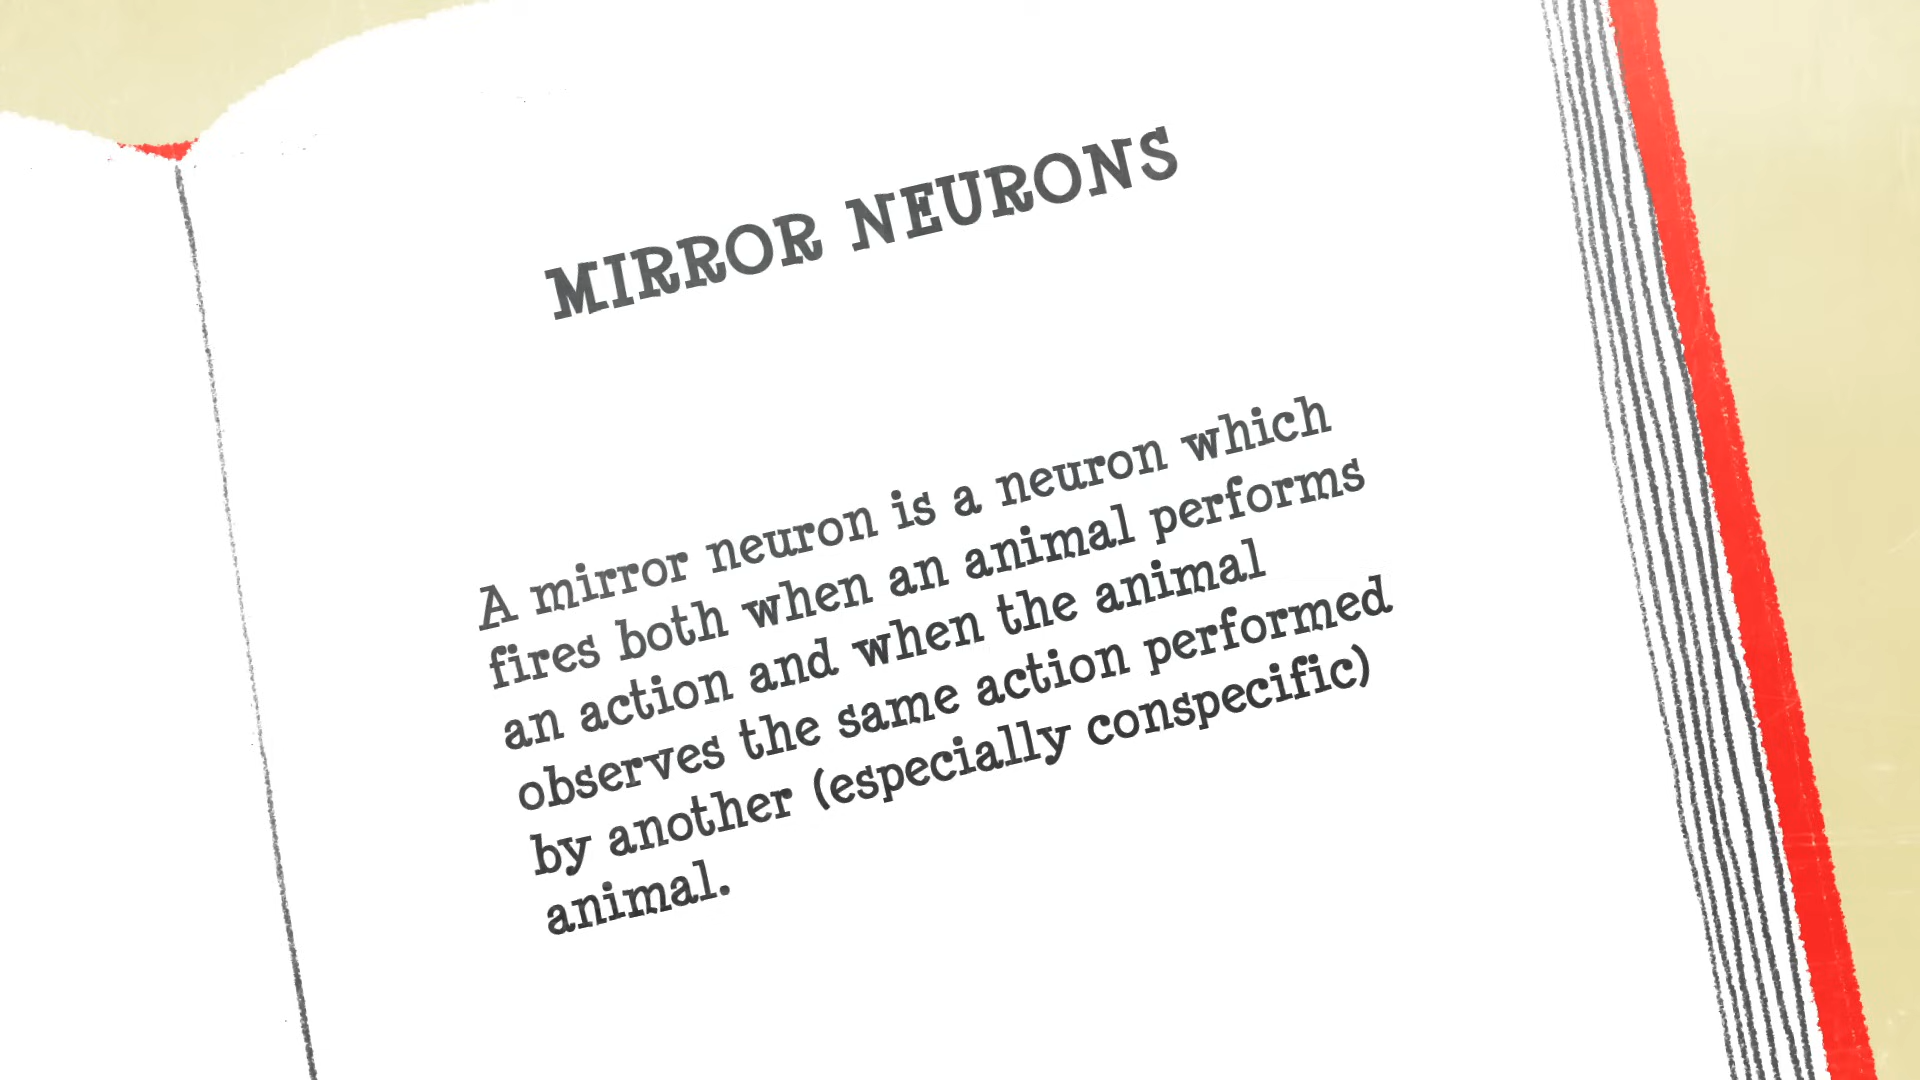 MIRROR NEURONS
A mirror neuron is a neuron which
fires both when an animal performs
an action and when the animal
observes the same action performed
by another (especially conspecific)
animal.